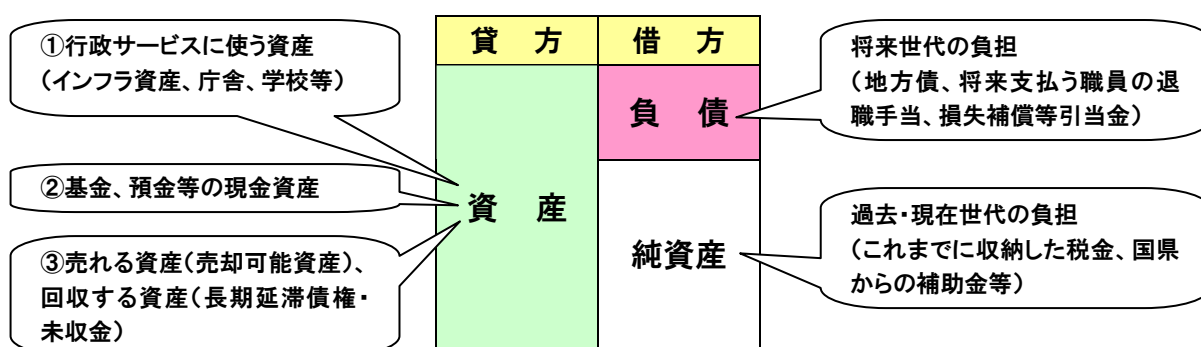 ①行政サービスに使う資産
（インフラ資産、庁舎、学校等）
②基金、預金等の現金資産
③売れる資産（売却可能資産）、
回収する資産（長期延滞債権・
未収金）
貸　方
借　方
資　産
負　債
純資産
将来世代の負担
（地方債、将来支払う職員の退
職手当、損失補償等引当金）
過去・現在世代の負担
（これまでに収納した税金、国県
からの補助金等）